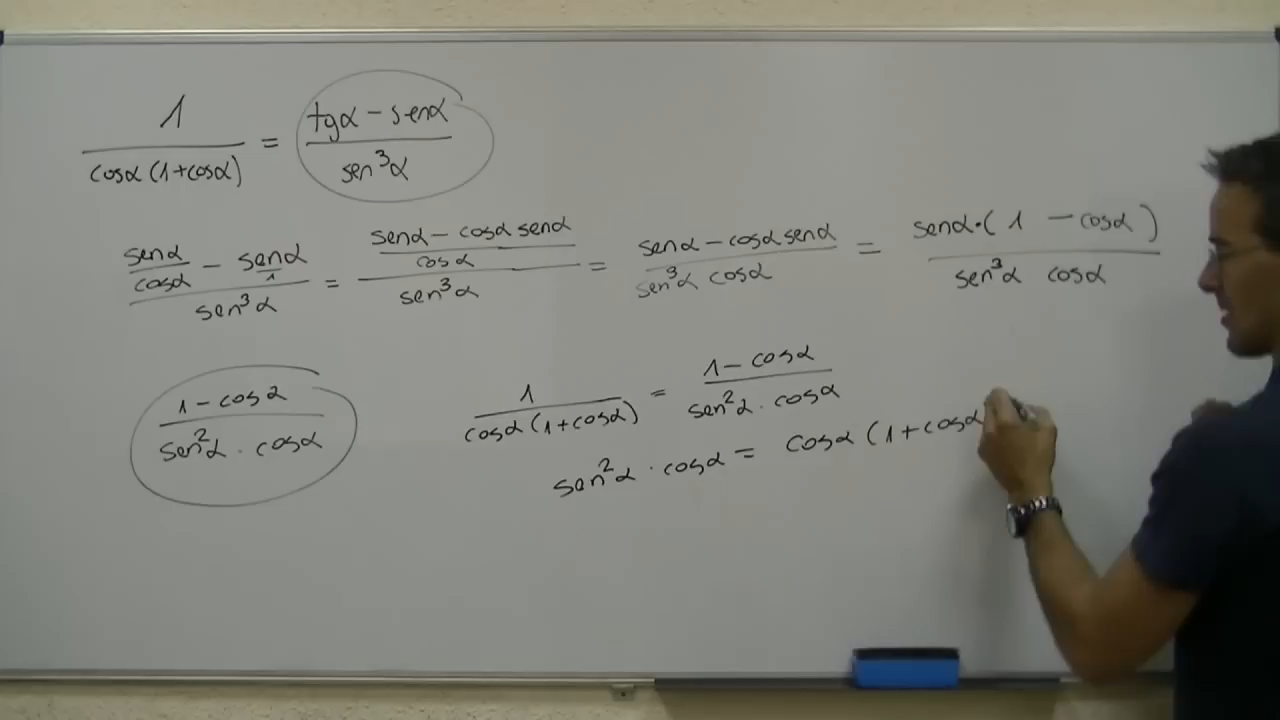 1/(cosα(1+cosα)) = (tgα − senα)/(sen³α)
(senα/cosα − senα/1)/(sen³α) = ((senα − cosα senα)/cosα)/(sen³α) = (senα − cosα senα)/(sen³α cosα) = (senα·(1 − cosα))/(sen³α cosα)
(1 − cosα)/(sen²α · cosα)
1/(cosα(1+cosα)) = (1 − cosα)/(sen²α · cosα)
sen²α · cosα = cosα(1+cosα